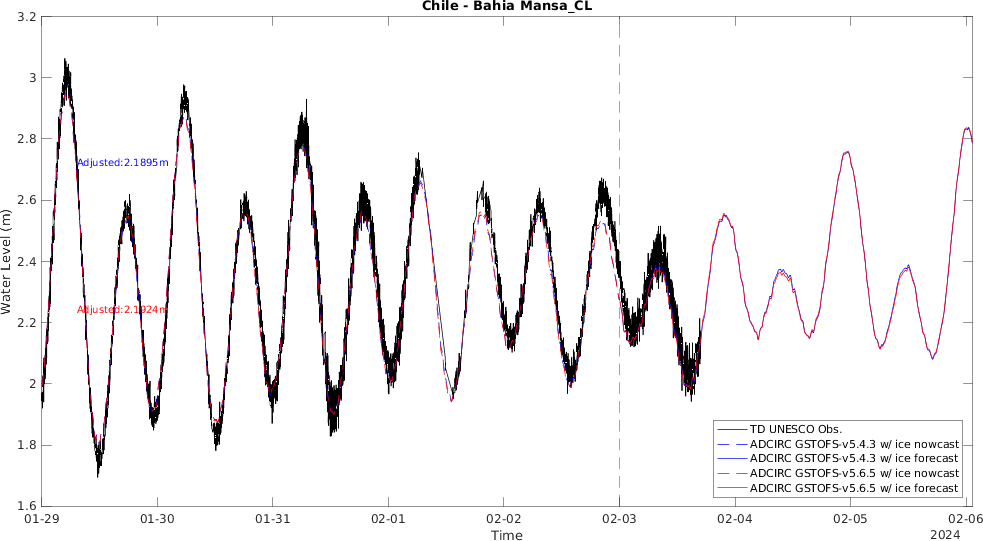 Chile - Bahia Mansa_CL
3.2
3
2.8
2.6
2.4
2.2
2
1.8
1.6
Water Level (m)
Adjusted:2.1895m
Adjusted:2.1924m
TD UNESCO Obs.
ADCIRC GSTOFS-v5.4.3 w/ ice nowcast
ADCIRC GSTOFS-v5.4.3 w/ ice forecast
ADCIRC GSTOFS-v5.6.5 w/ ice nowcast
ADCIRC GSTOFS-v5.6.5 w/ ice forecast
01-29 01-30 01-31 02-01 02-02 02-03 02-04 02-05 02-06
Time
2024